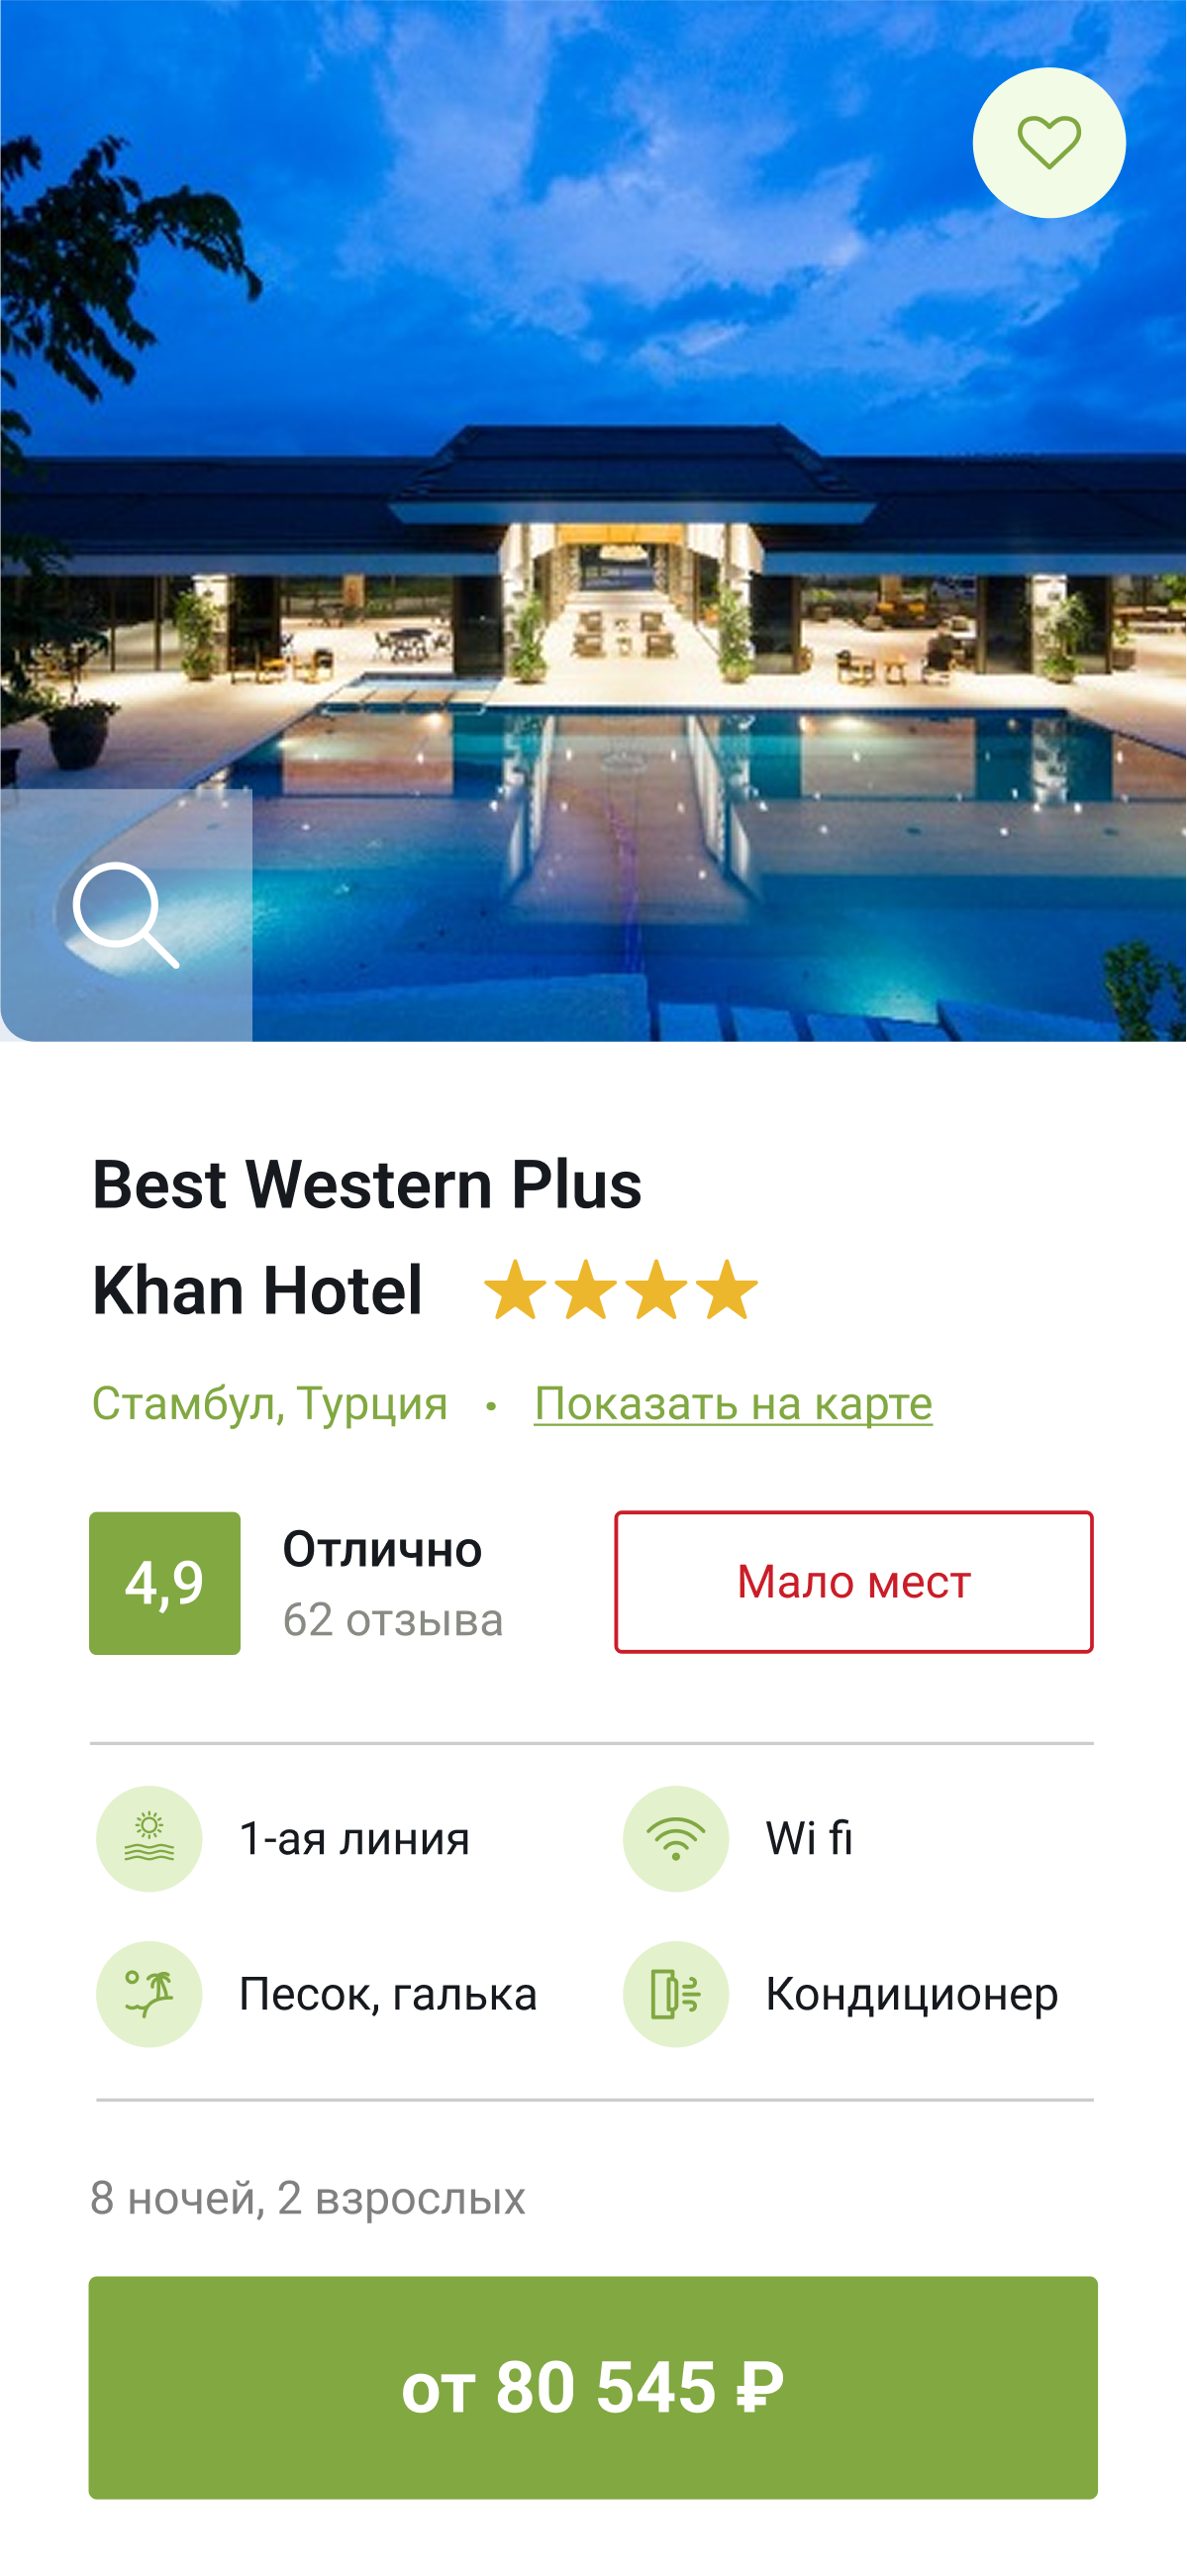 Best Western Plus
Khan Hotel
Стамбул, Турция • Показать на карте
4,9
Отлично
62 отзыва
Мало мест
1-ая линия
Wi fi
Песок, галька
Кондиционер
8 ночей, 2 взрослых
от 80 545 ₽